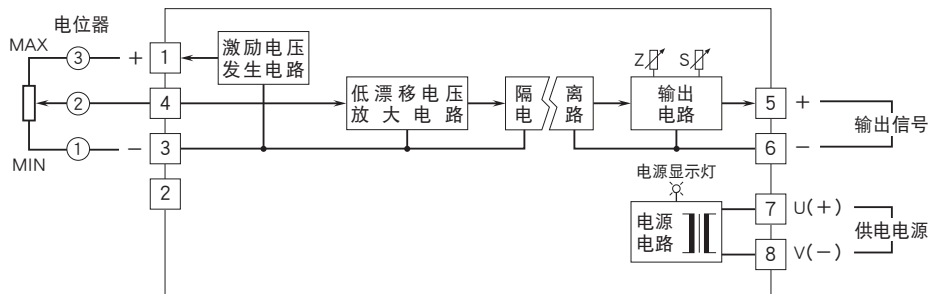 电位器
MAX
③
+
1
激励电压
发生电路
②
4
低漂移电压
放大电路
隔离
电路
Z
S
输出
电路
5
+
输出信号
①
−
3
6
−
MIN
2
电源显示灯
电源
电路
7
U(+)
供电电源
8
V(−)